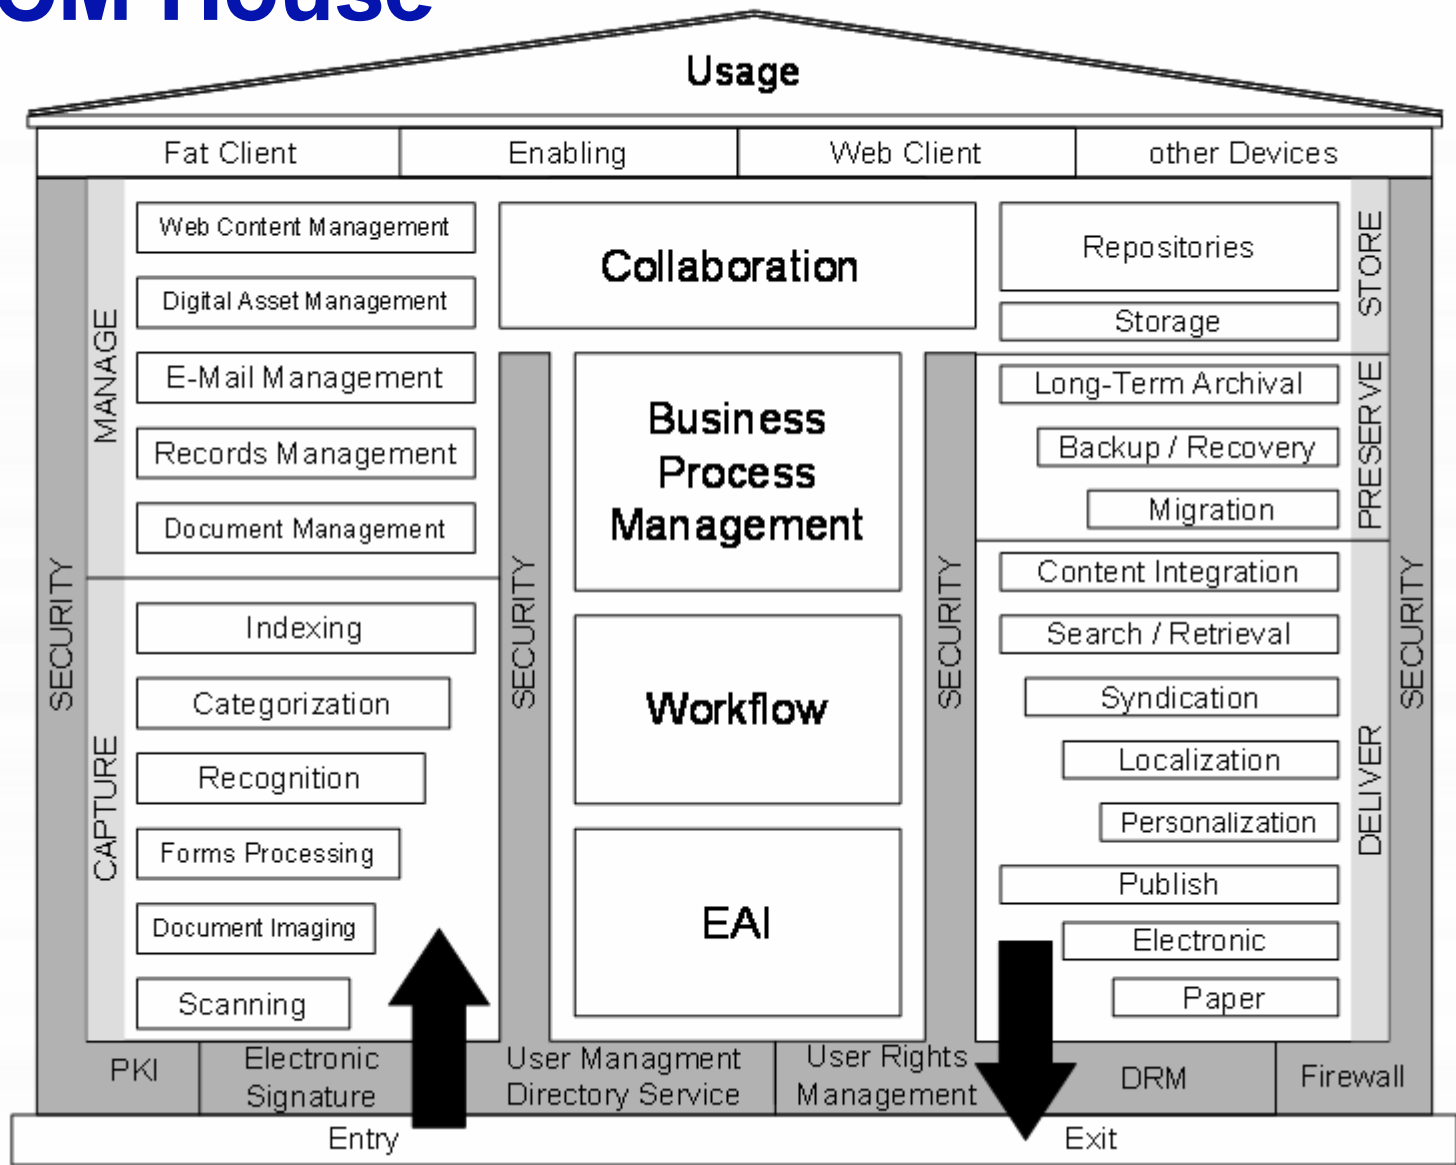 OM House
Usage
Fat Client
Enabling
Web Client
other Devices
SECURITY
MANAGE
Web Content Management
Digital Asset Management
E-Mail Management
Records Management
Document Management
CAPTURE
Indexing
Categorization
Recognition
Forms Processing
Document Imaging
Scanning
SECURITY
Collaboration
Business
Process
Management
Workflow
EAI
SECURITY
Repositories
Storage
STORE
Long-Term Archival
Backup / Recovery
Migration
PRESERVE
Content Integration
Search / Retrieval
Syndication
Localization
Personalization
Publish
Electronic
Paper
DELIVER
SECURITY
PKI
Electronic
Signature
User Managment
Directory Service
User Rights
Management
DRM
Firewall
Entry
Exit